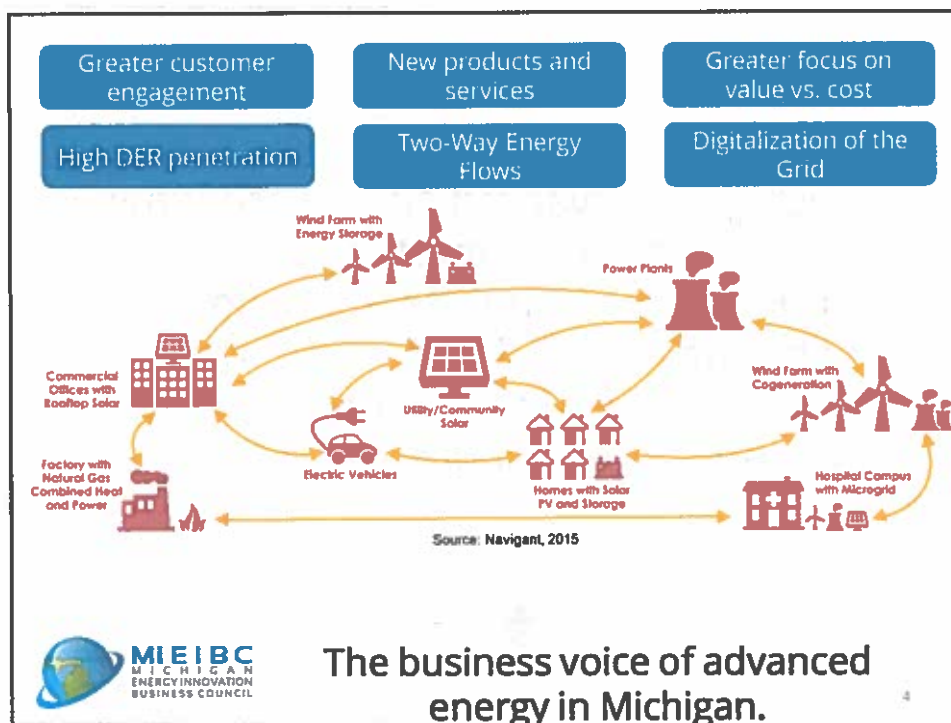 Greater customer
engagement
New products and
services
Greater focus on
value vs. cost
High DER penetration
Two-Way Energy
Flows
Digitalization of the
Grid
Wind Farm with
Energy Storage
Power Plants
Commercial
Offices with
Rooftop Solar
Utility/Community
Solar
Wind Farm with
Cogeneration
Electric Vehicles
Factory with
Natural Gas
Combined Heat
and Power
Homes with Solar
PV and Storage
Hospital Campus
with Microgrid
Source: Navigant, 2015
MIEIBC
MICHIGAN
ENERGY INNOVATION
BUSINESS COUNCIL
The business voice of advanced
energy in Michigan.
4